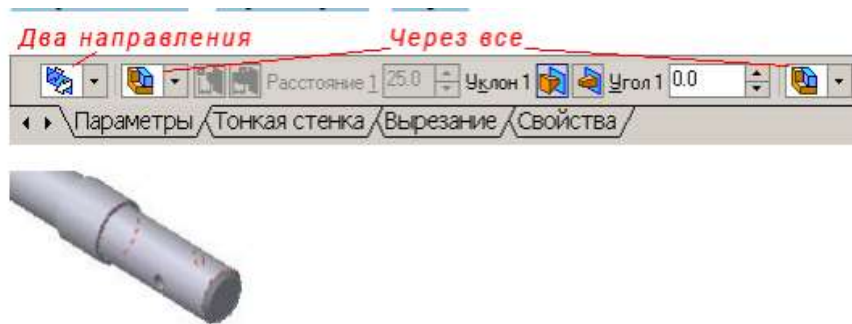 Два направления Через все
Расстояние 1 25.0 Уклон 1 Угол 1 0.0
Параметры Тонкая стенка Вырезание Свойства